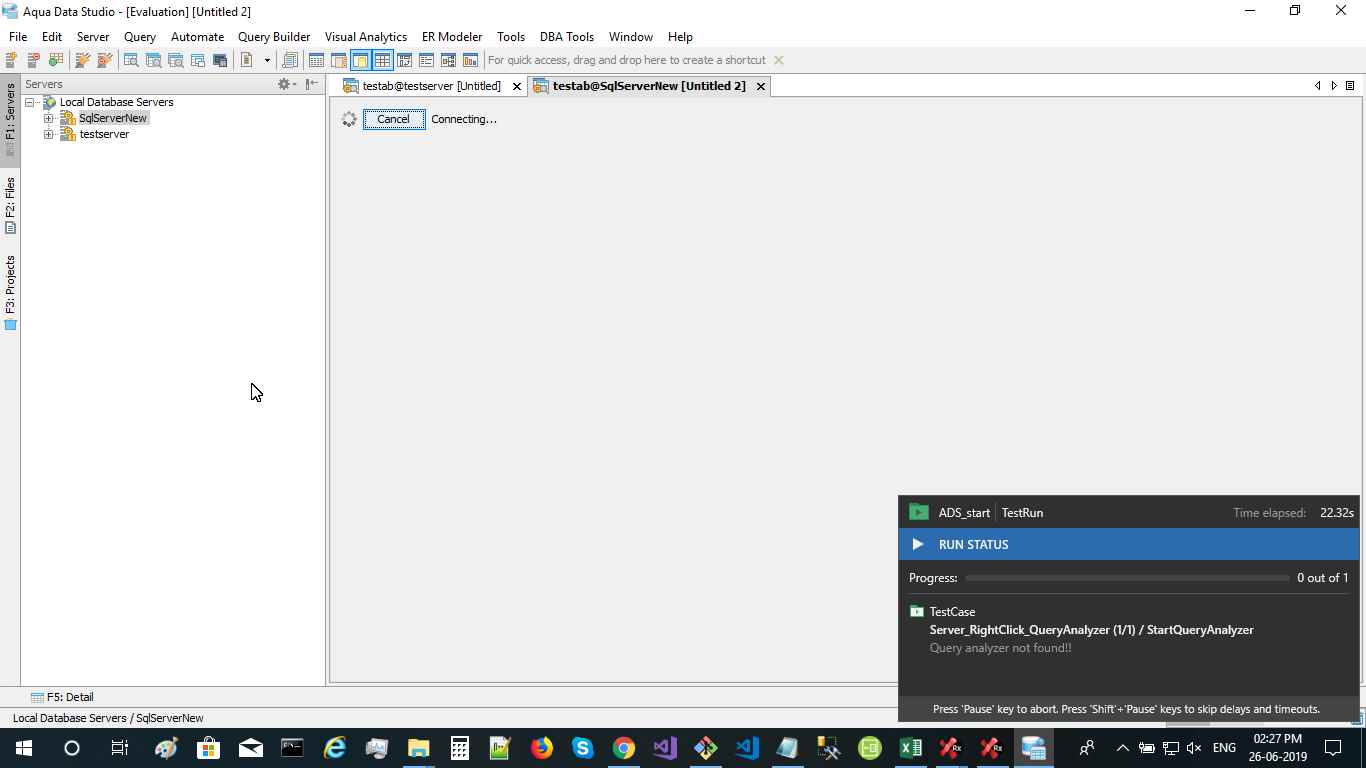 Aqua Data Studio - [Evaluation] [Untitled 2]
File Edit Server Query Automate Query Builder Visual Analytics ER Modeler Tools DBA Tools Window Help
For quick access, drag and drop here to create a shortcut
Servers
testab@testserver [Untitled]
testab@SqlServerNew [Untitled 2]
F1: Servers
F2: Files
F3: Projects
Local Database Servers
SqlServerNew
testserver
Cancel Connecting...
ADS_start TestRun Time elapsed: 22.32s
RUN STATUS
Progress: 0 out of 1
TestCase
Server_RightClick_QueryAnalyzer (1/1) / StartQueryAnalyzer
Query analyzer not found!!
Press 'Pause' key to abort. Press 'Shift'+'Pause' keys to skip delays and timeouts.
F5: Detail
Local Database Servers / SqlServerNew
Rx
Rx
ENG
02:27 PM
26-06-2019